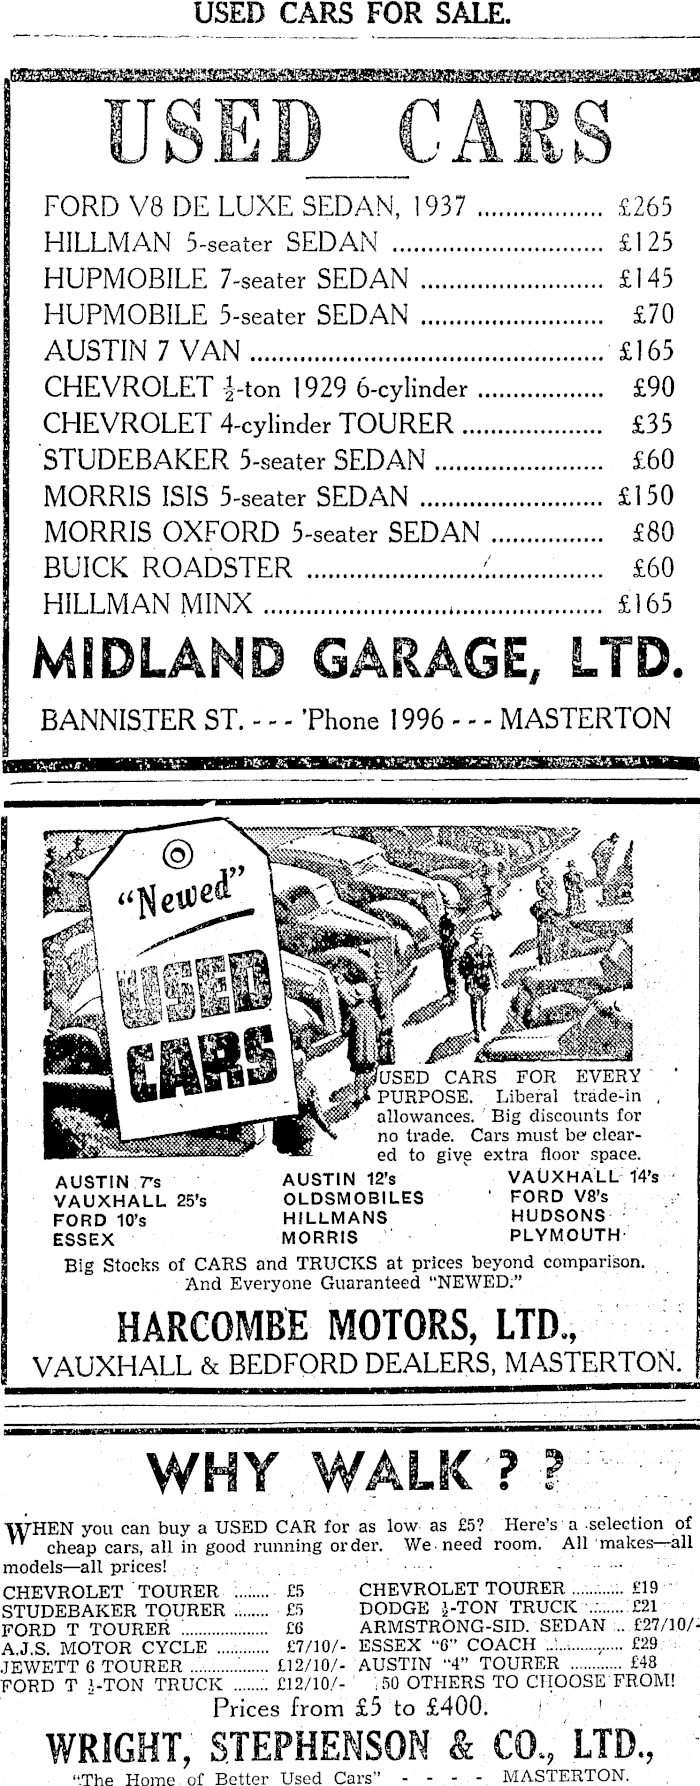 USED CARS FOR SALE.
USED CARS
FORD V8 DE LUXE SEDAN, 1937 .................. £265
HILLMAN 5-seater SEDAN .............................. £125
HUPMOBILE 7-seater SEDAN .......................... £145
HUPMOBILE 5-seater SEDAN .......................... £70
AUSTIN 7 VAN .................................................. £165
CHEVROLET ½-ton 1929 6-cylinder .................. £90
CHEVROLET 4-cylinder TOURER .................... £35
STUDEBAKER 5-seater SEDAN ........................ £60
MORRIS ISIS 5-seater SEDAN .......................... £150
MORRIS OXFORD 5-seater SEDAN ................ £80
BUICK ROADSTER .......................................... £60
HILLMAN MINX ................................................ £165
MIDLAND GARAGE, LTD.
BANNISTER ST. - - - 'Phone 1996 - - - MASTERTON
"Newed"
USED
CARS
USED CARS FOR EVERY
PURPOSE. Liberal trade-in
allowances. Big discounts for
no trade. Cars must be clear-
ed to give extra floor space.
AUSTIN 7's AUSTIN 12's VAUXHALL 14's
VAUXHALL 25's OLDSMOBILES FORD V8's
FORD 10's HILLMANS HUDSONS
ESSEX MORRIS PLYMOUTH
Big Stocks of CARS and TRUCKS at prices beyond comparison.
And Everyone Guaranteed "NEWED."
HARCOMBE MOTORS, LTD.,
VAUXHALL & BEDFORD DEALERS, MASTERTON.
WHY WALK ? ?
WHEN you can buy a USED CAR for as low as £5? Here's a selection of
cheap cars, all in good running order. We need room. All makes—all
models—all prices!
CHEVROLET TOURER ........ £5 CHEVROLET TOURER ........... £19
STUDEBAKER TOURER ........ £5 DODGE ½-TON TRUCK ........ £21
FORD T TOURER ................. £6 ARMSTRONG-SID. SEDAN .. £27/10/-
A.J.S. MOTOR CYCLE ........... £7/10/- ESSEX "6" COACH ................ £29
JEWETT 6 TOURER ................ £12/10/- AUSTIN "4" TOURER ........... £48
FORD T ½-TON TRUCK ....... £12/10/- 50 OTHERS TO CHOOSE FROM!
Prices from £5 to £400.
WRIGHT, STEPHENSON & CO., LTD.,
"The Home of Better Used Cars" - - - - MASTERTON.